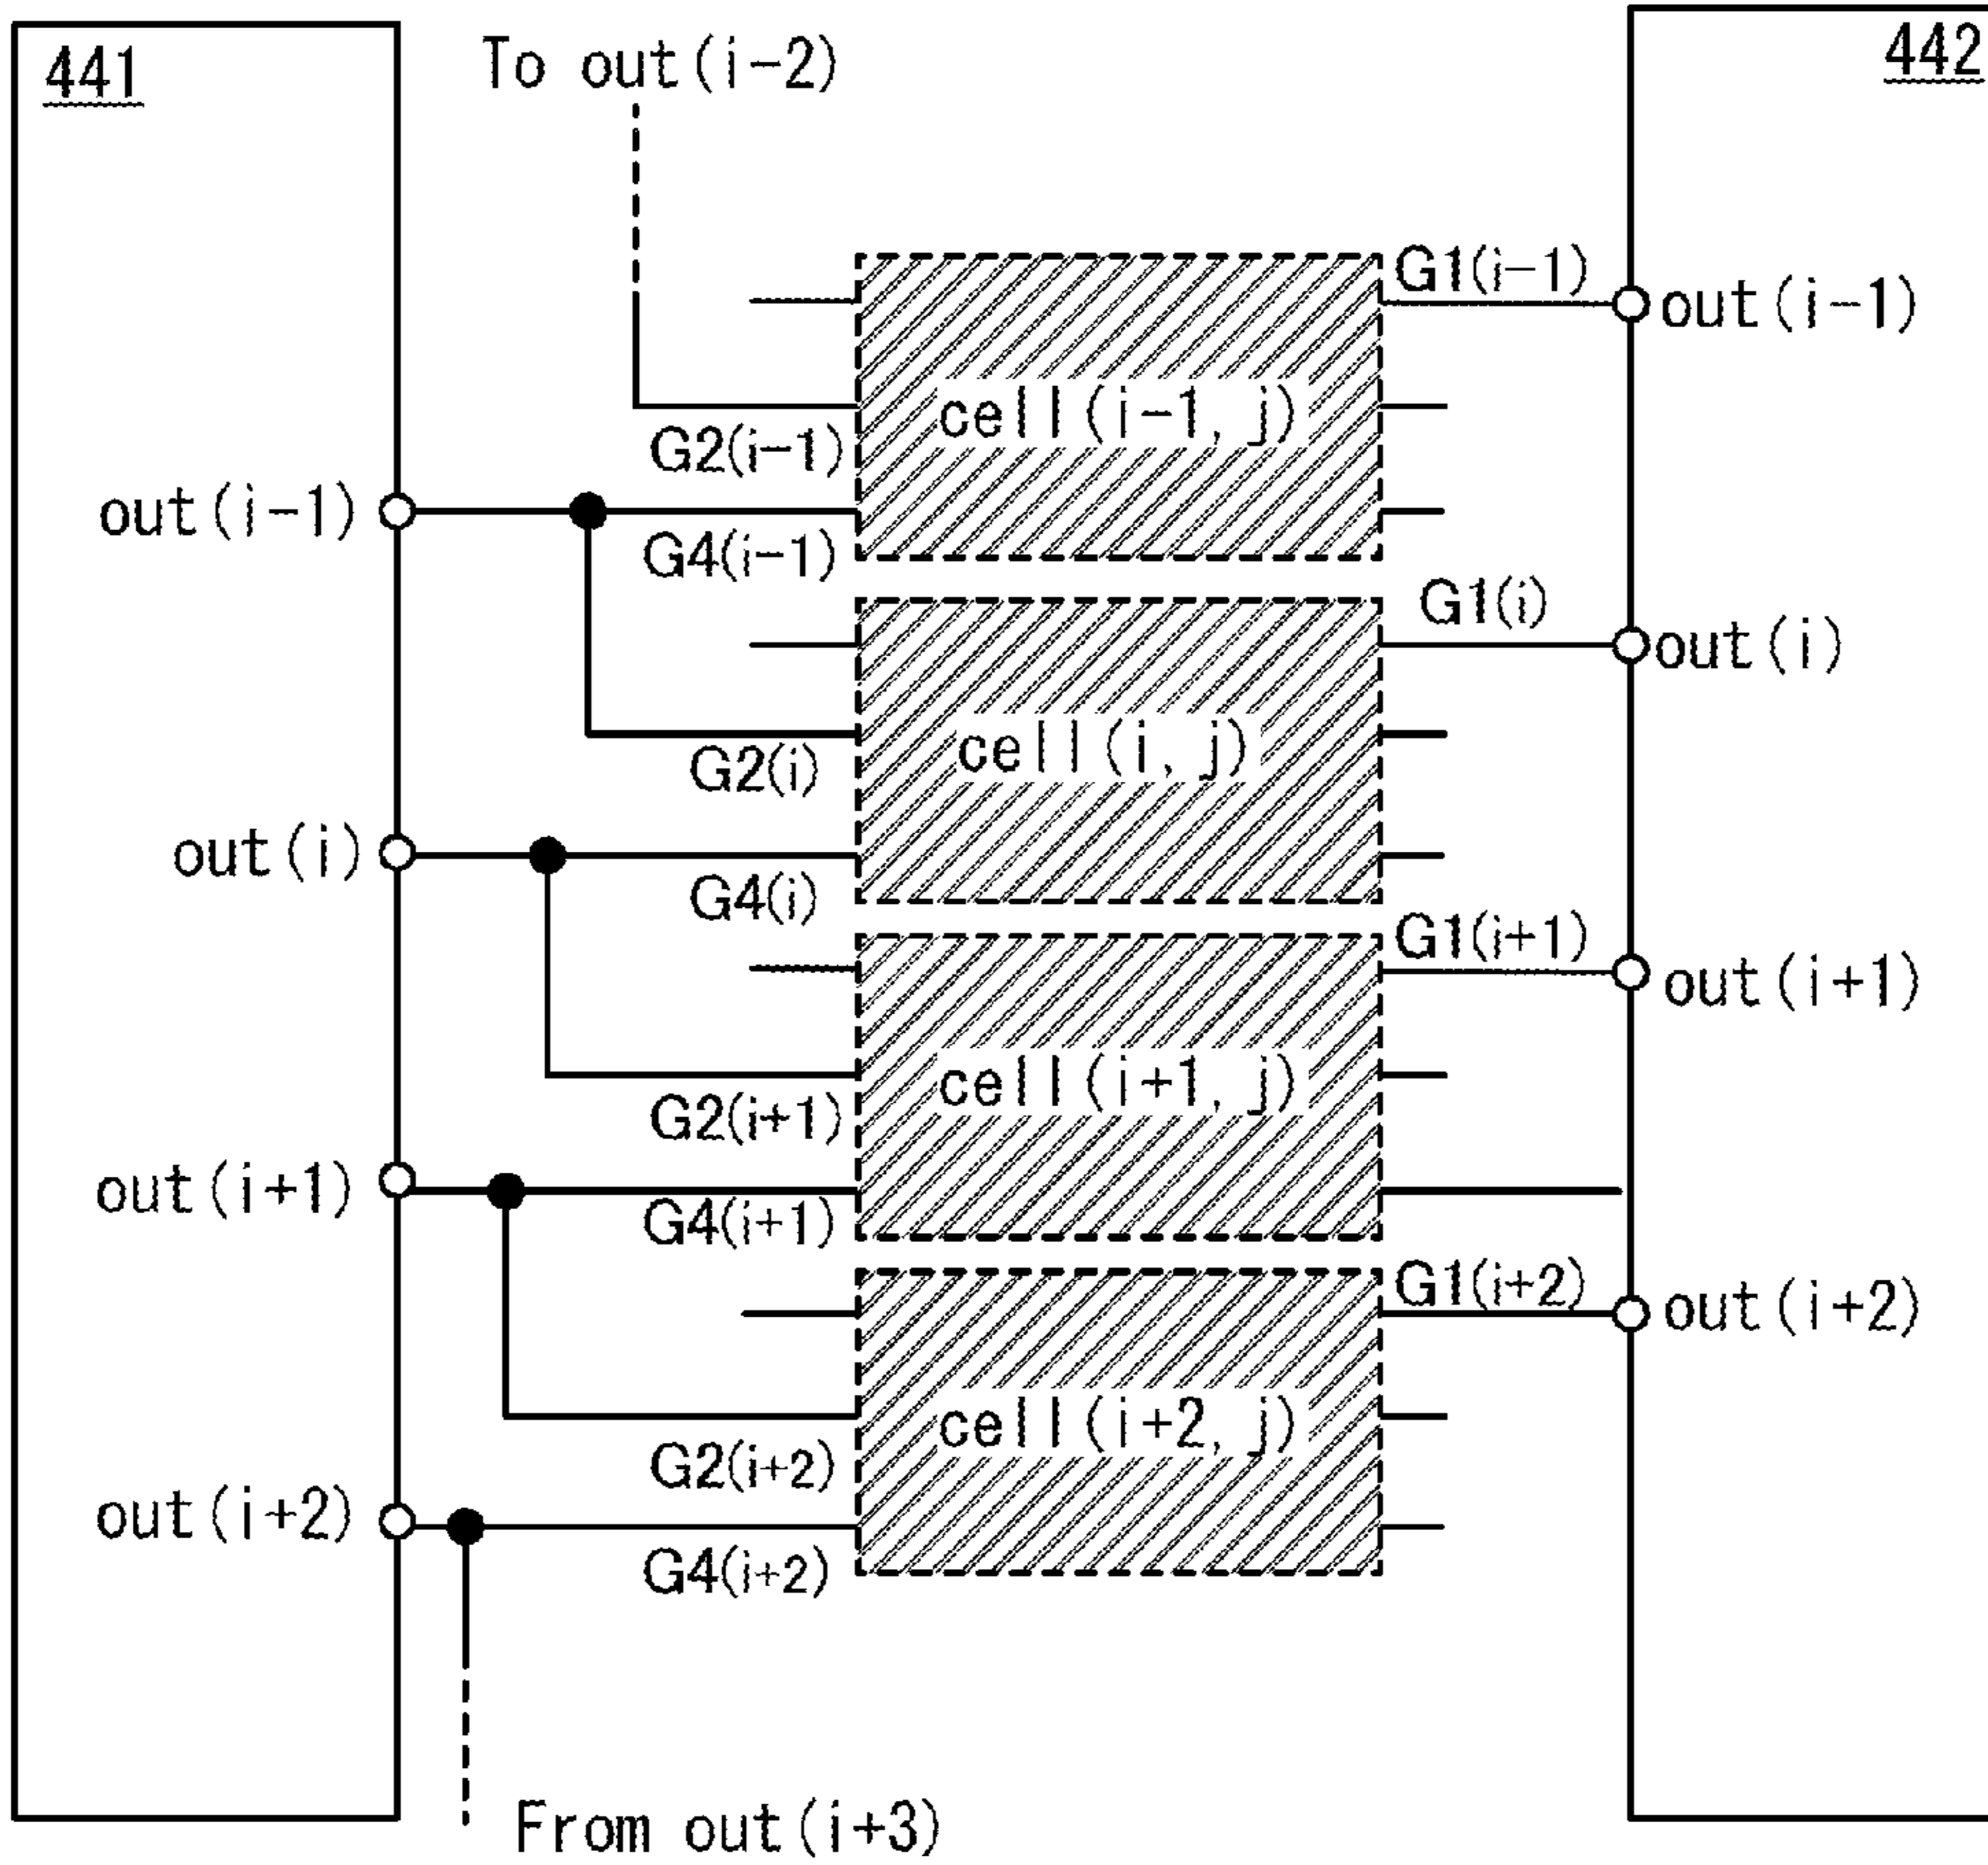 441
To out(i-2)
442
G1(i-1)
out(i-1)
cell(i-1, j)
G2(i-1)
out(i-1)
G4(i-1)
G1(i)
out(i)
cell(i, j)
G2(i)
out(i)
G4(i)
G1(i+1)
out(i+1)
cell(i+1, j)
G2(i+1)
out(i+1)
G4(i+1)
G1(i+2)
out(i+2)
cell(i+2, j)
G2(i+2)
out(i+2)
G4(i+2)
From out(i+3)